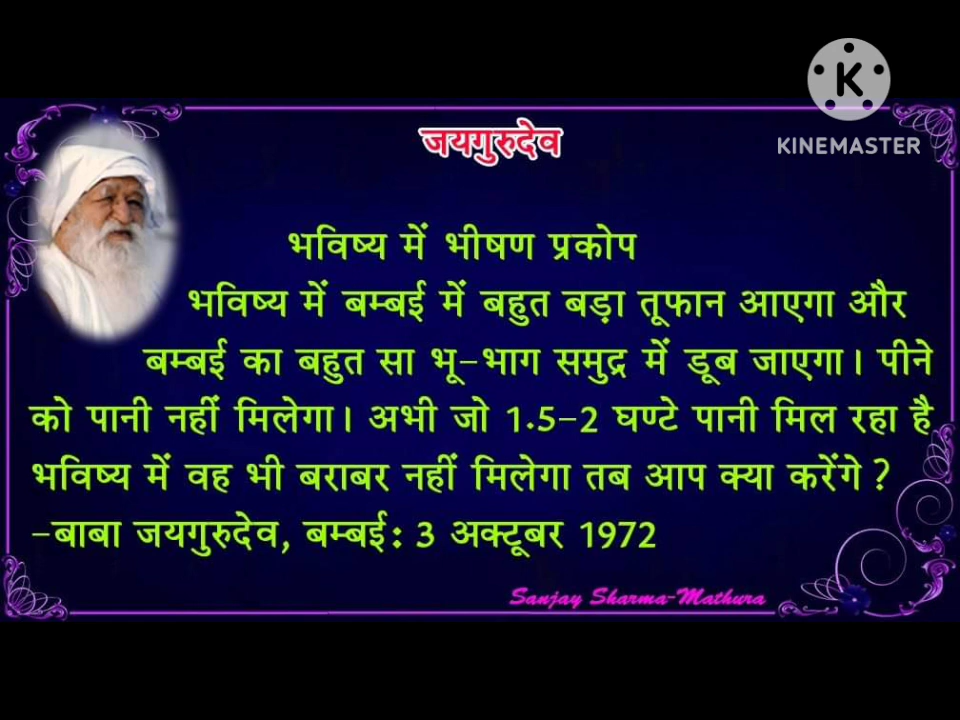 KINEMASTER
जयगुरुदेव
भविष्य में भीषण प्रकोप
भविष्य में बम्बई में बहुत बड़ा तूफान आएगा और
बम्बई का बहुत सा भू-भाग समुद्र में डूब जाएगा। पीने
को पानी नहीं मिलेगा। अभी जो 1.5-2 घण्टे पानी मिल रहा है
भविष्य में वह भी बराबर नहीं मिलेगा तब आप क्या करेंगे ?
-बाबा जयगुरुदेव, बम्बई: 3 अक्टूबर 1972
Sanjay Sharma-Mathura